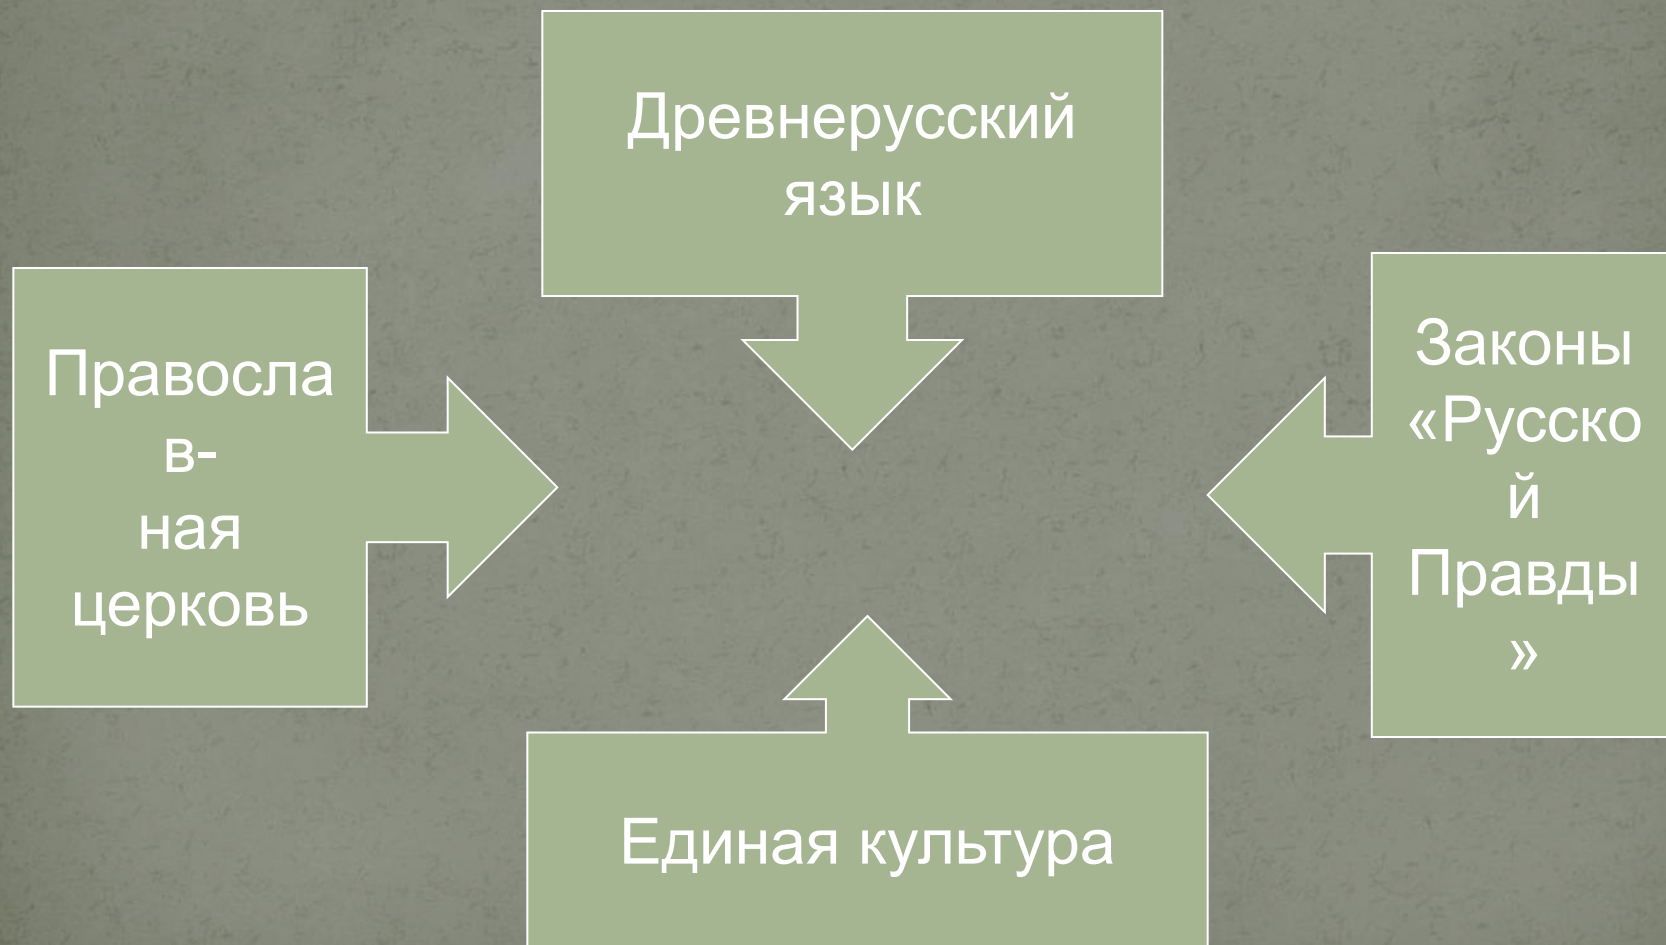 Древнерусский
язык
Правосла
в-
ная
церковь
Законы
«Русско
й
Правды
»
Единая культура